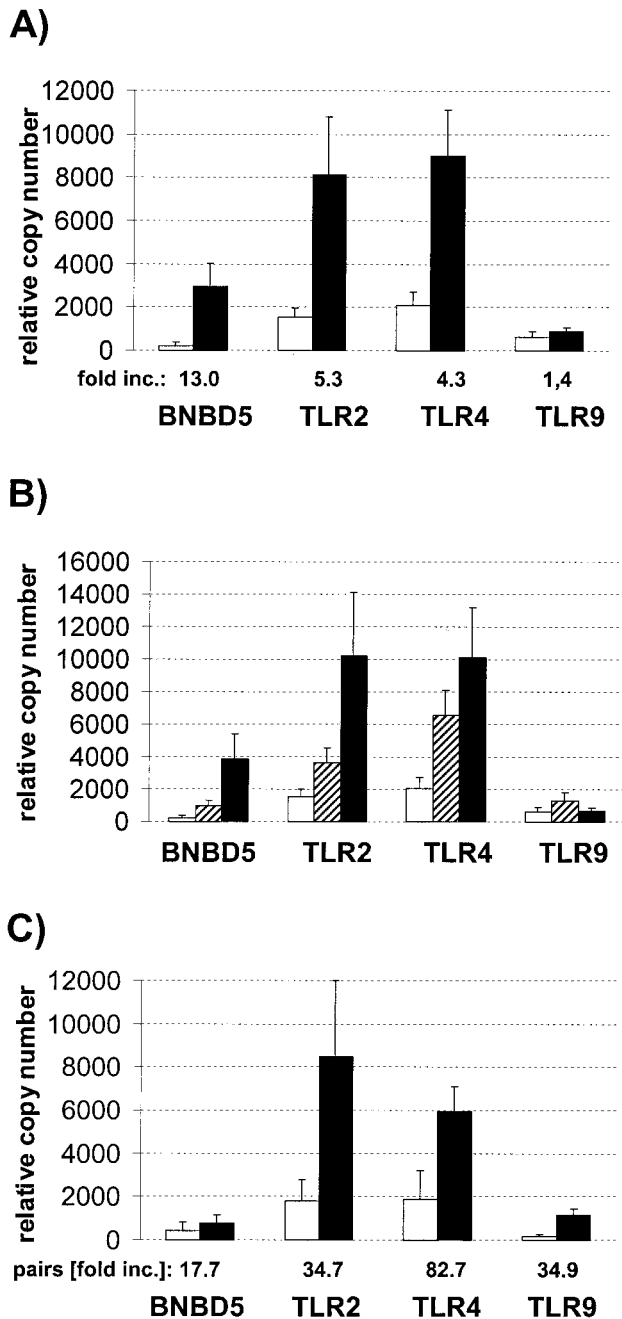 A)
relative copy number
12000
10000
8000
6000
4000
2000
0
fold inc.: 13.0 5.3 4.3 1,4
BNBD5 TLR2 TLR4 TLR9
B)
relative copy number
16000
14000
12000
10000
8000
6000
4000
2000
0
BNBD5 TLR2 TLR4 TLR9
C)
relative copy number
12000
10000
8000
6000
4000
2000
0
pairs [fold inc.]: 17.7 34.7 82.7 34.9
BNBD5 TLR2 TLR4 TLR9